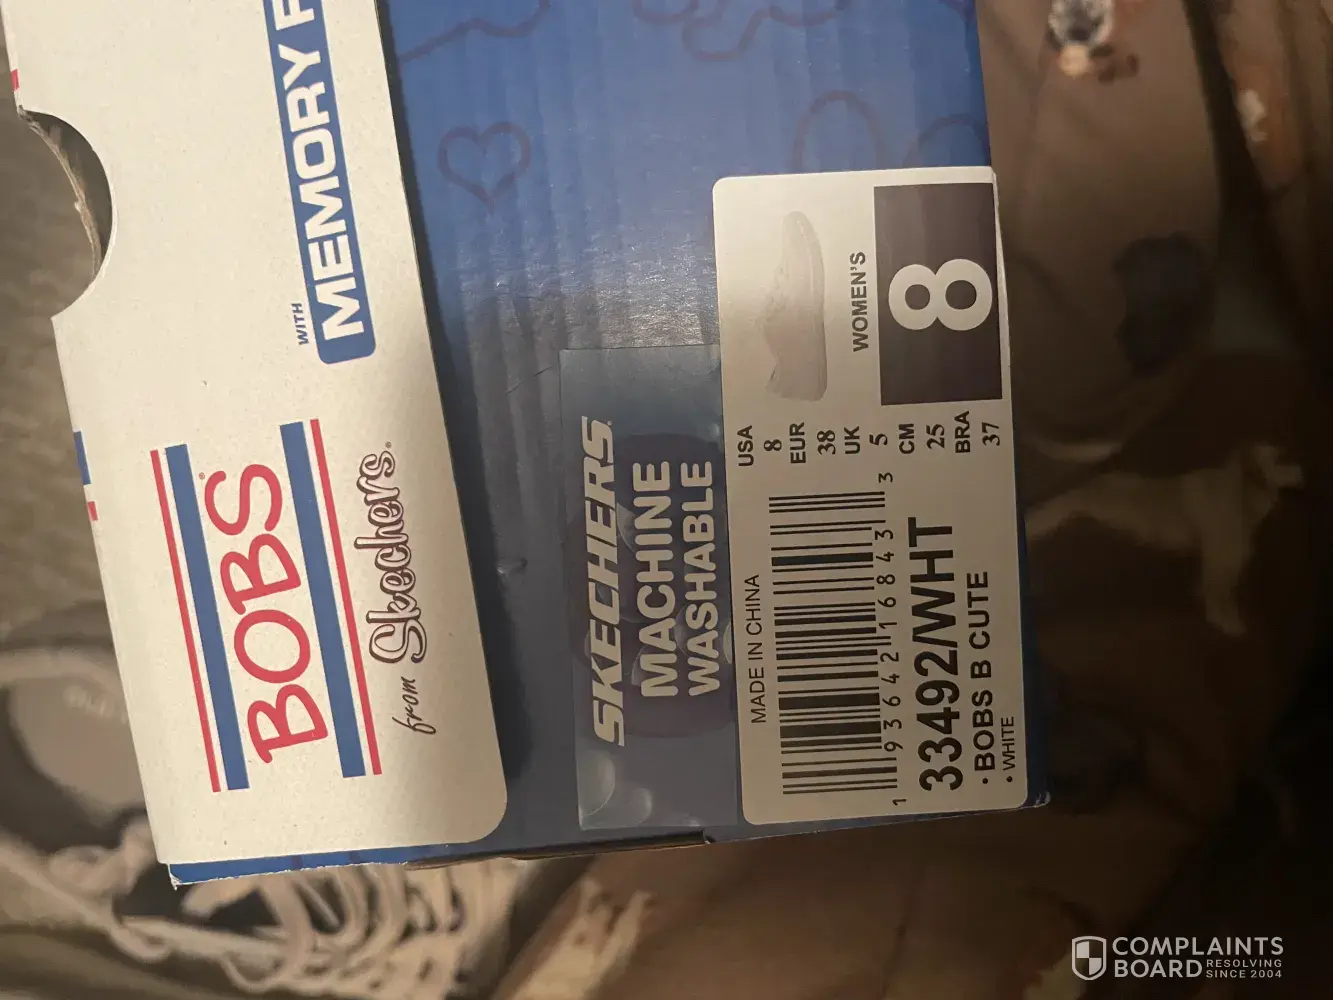 WITH
MEMORY F
BOBS®
from Skechers®
SKECHERS
MACHINE
WASHABLE
WOMEN'S
8
USA
8
EUR
38
UK
5
CM
25
BRA
37
MADE IN CHINA
1 93642 16843 3
33492/WHT
• BOBS B CUTE
• WHITE
COMPLAINTS
BOARD RESOLVING
SINCE 2004